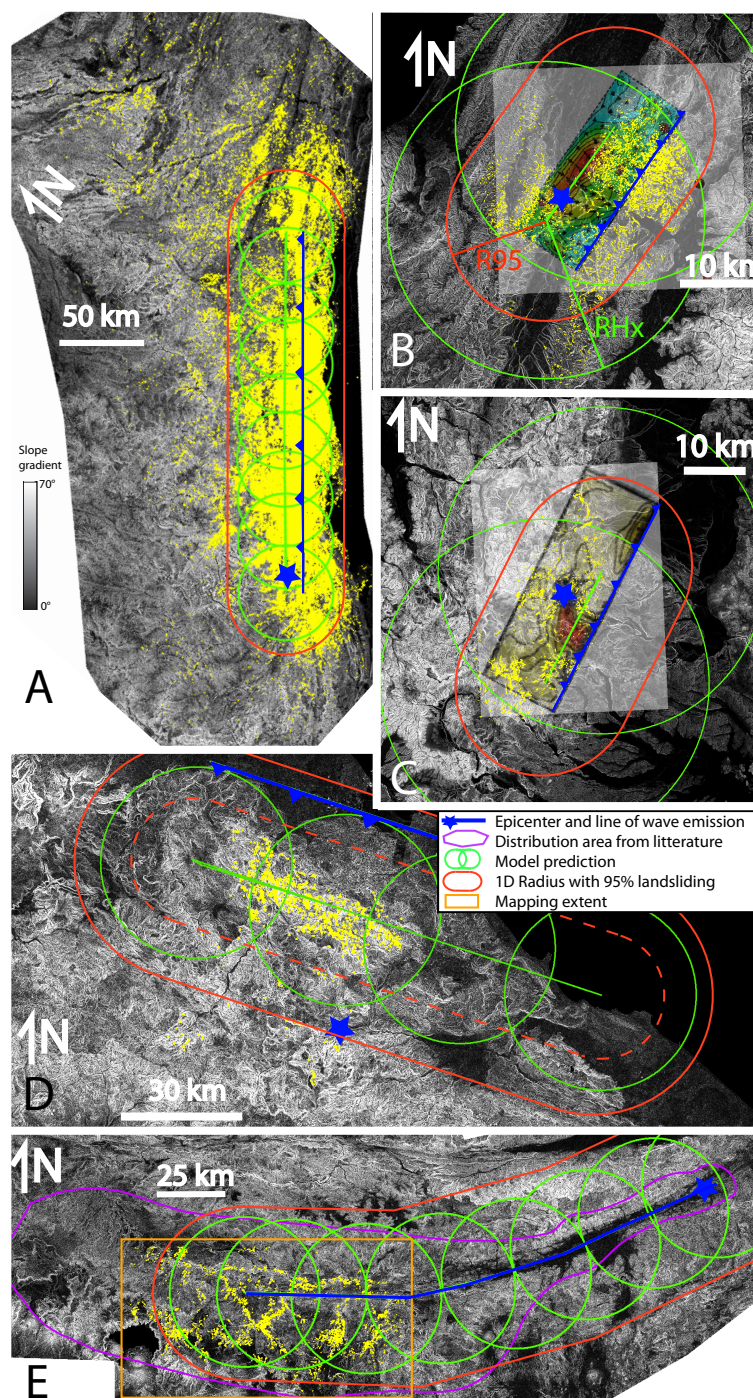 N
50 km
Slope
gradient
70°
0°
A
N
R95
RHx
10 km
B
N
10 km
C
Epicenter and line of wave emission
Distribution area from litterature
Model prediction
1D Radius with 95% landsliding
Mapping extent
N
30 km
D
N
25 km
E